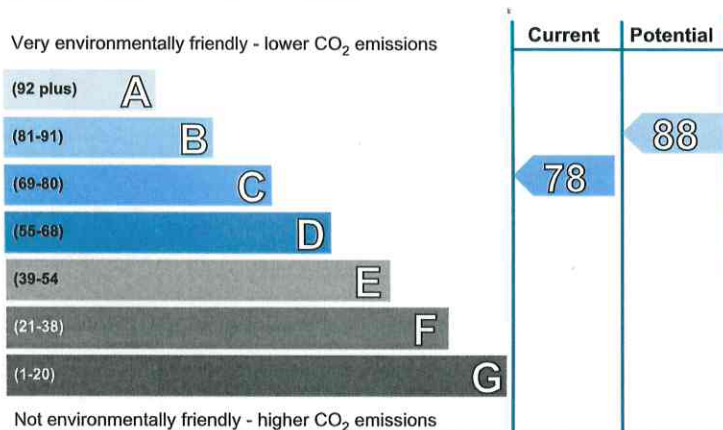 Current Potential
Very environmentally friendly - lower CO₂ emissions
(92 plus) A
(81-91) B
88
(69-80) C
78
(55-68) D
(39-54 E
(21-38) F
(1-20) G
Not environmentally friendly - higher CO₂ emissions